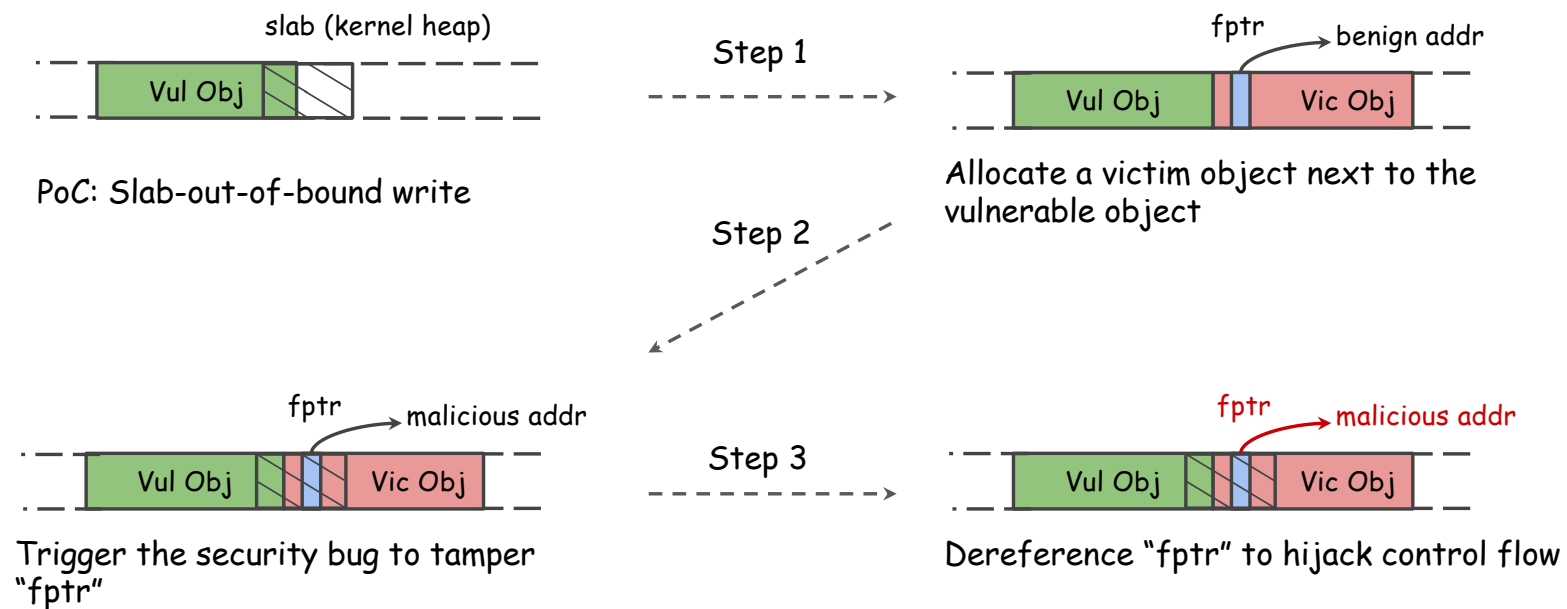 slab (kernel heap)
Vul Obj
PoC: Slab-out-of-bound write
Step 1
fptr
benign addr
Vul Obj
Vic Obj
Allocate a victim object next to the
vulnerable object
Step 2
fptr
malicious addr
Vul Obj
Vic Obj
Trigger the security bug to tamper
“fptr”
Step 3
fptr
malicious addr
Vul Obj
Vic Obj
Dereference “fptr” to hijack control flow